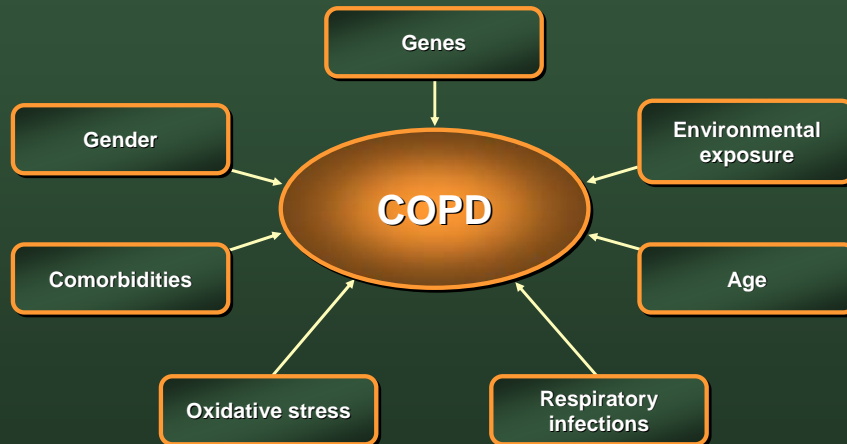 Genes
Gender
Environmental
exposure
COPD
Comorbidities
Age
Oxidative stress
Respiratory
infections